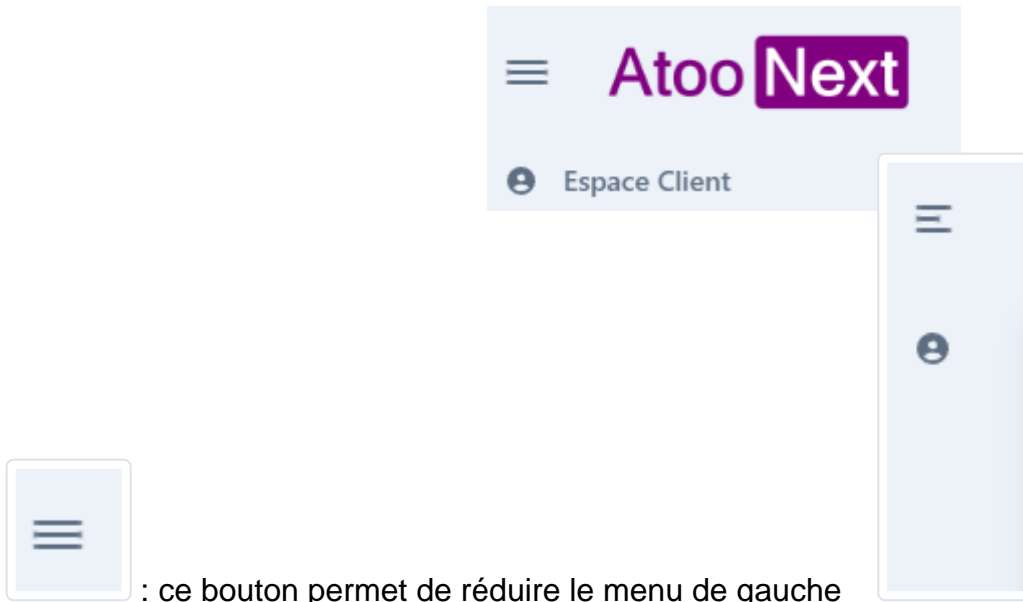 Atoo Next
Espace Client
: ce bouton permet de réduire le menu de gauche